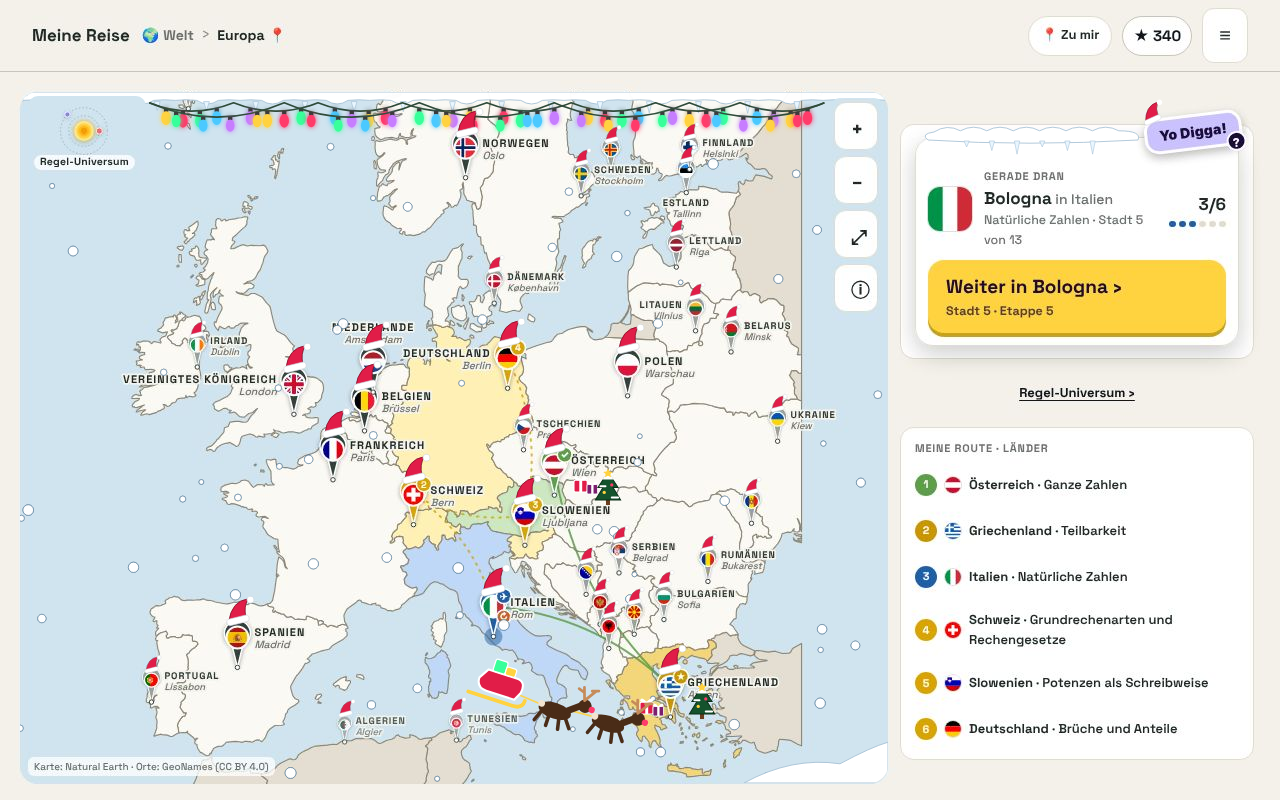 Meine Reise
Welt > Europa
Zu mir
★ 340
≡
Regel-Universum
+
−
NORWEGEN
Oslo
SCHWEDEN
Stockholm
FINNLAND
Helsinki
ESTLAND
Tallinn
LETTLAND
Riga
DÄNEMARK
København
LITAUEN
Vilnius
BELARUS
Minsk
IRLAND
Dublin
VEREINIGTES KÖNIGREICH
London
DEUTSCHLAND
Berlin
4
POLEN
Warschau
BELGIEN
Brüssel
UKRAINE
Kiew
TSCHECHIEN
FRANKREICH
Paris
ÖSTERREICH
Wien
SCHWEIZ
Bern
2
SLOWENIEN
Ljubljana
3
SERBIEN
Belgrad
RUMÄNIEN
Bukarest
BULGARIEN
Sofia
ITALIEN
Rom
SPANIEN
Madrid
PORTUGAL
Lissabon
GRIECHENLAND
ALGERIEN
Algier
TUNESIEN
Tunis
Karte: Natural Earth · Orte: GeoNames (CC BY 4.0)
Yo Digga!
?
GERADE DRAN
Bologna in Italien
Natürliche Zahlen · Stadt 5
von 13
3/6
Weiter in Bologna >
Stadt 5 · Etappe 5
Regel-Universum >
MEINE ROUTE · LÄNDER
1 Österreich · Ganze Zahlen
2 Griechenland · Teilbarkeit
3 Italien · Natürliche Zahlen
4 Schweiz · Grundrechenarten und
Rechengesetze
5 Slowenien · Potenzen als Schreibweise
6 Deutschland · Brüche und Anteile